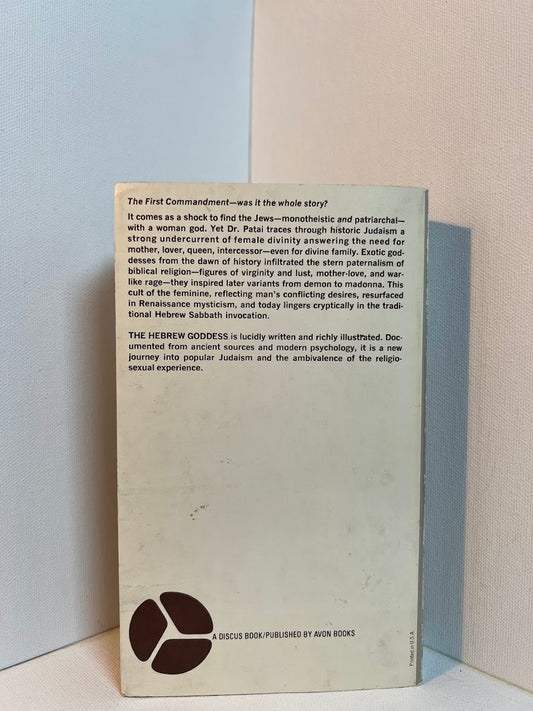 The First Commandment—was it the whole story?
It comes as a shock to find the Jews—monotheistic and patriarchal—
with a woman god. Yet Dr. Patai traces through historic Judaism a
strong undercurrent of female divinity answering the need for
mother, lover, queen, intercessor—even for divine family. Exotic god-
desses from the dawn of history infiltrated the stern paternalism of
biblical religion—figures of virginity and lust, mother-love, and war-
like rage—they inspired later variants from demon to madonna. This
cult of the feminine, reflecting man's conflicting desires, resurfaced
in Renaissance mysticism, and today lingers cryptically in the tradi-
tional Hebrew Sabbath invocation.
THE HEBREW GODDESS is lucidly written and richly illustrated. Doc-
umented from ancient sources and modern psychology, it is a new
journey into popular Judaism and the ambivalence of the religio-
sexual experience.
A DISCUS BOOK/PUBLISHED BY AVON BOOKS
Printed in U.S.A.